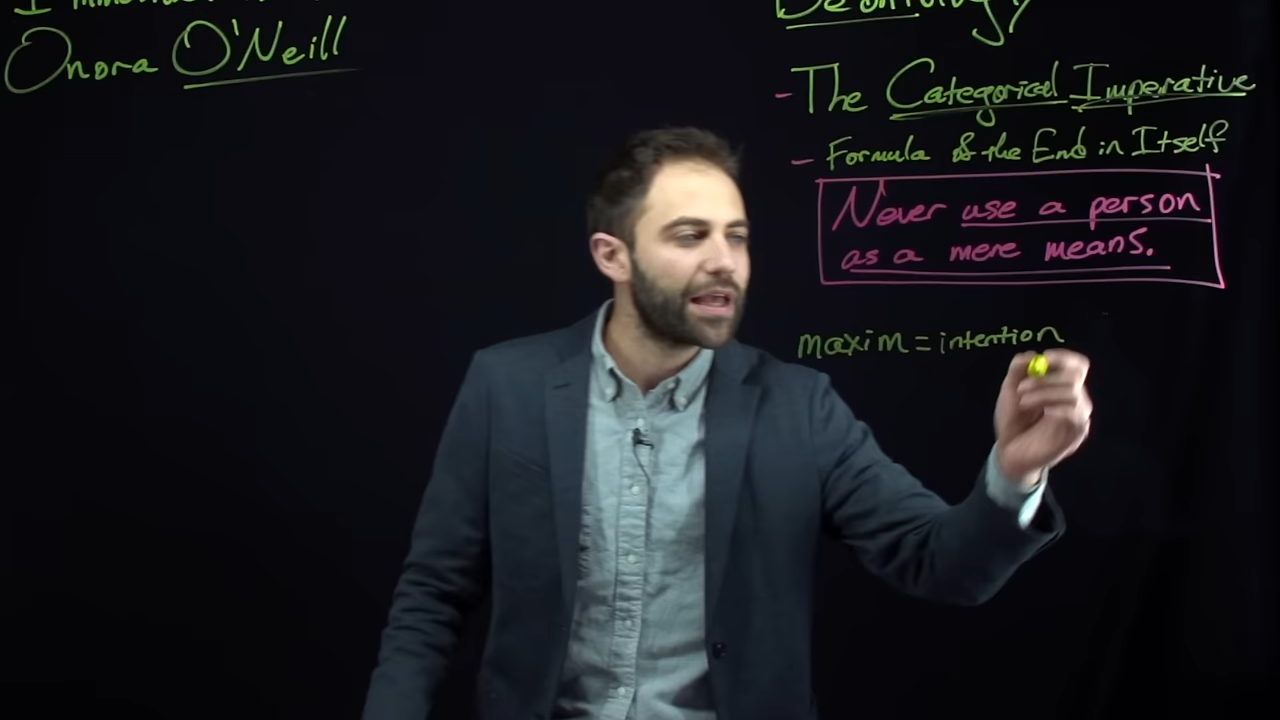 Onora O'Neill
Deontology
- The Categorical Imperative
- Formula of the End in Itself
Never use a person
as a mere means.
maxim = intention